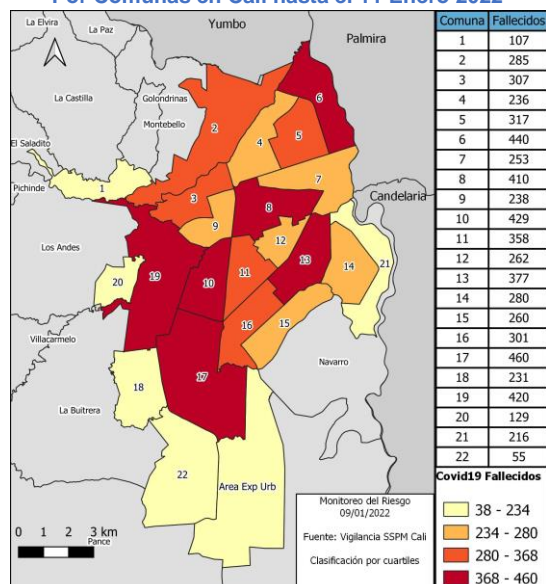 Por Comunas en Cali hasta el 11 Enero 2022
La Elvira
La Paz
Yumbo
Palmira
La Castilla
Golondrinas
Montebello
El Saladito
Pichinde
Candelaria
Los Andes
Villacarmelo
La Buitrera
Navarro
Pance
Area Exp Urb
1
2
3
4
5
6
7
8
9
10
11
12
13
14
15
16
17
18
19
20
21
22
0 1 2 3 km
Monitoreo del Riesgo
09/01/2022
Fuente: Vigilancia SSPM Cali
Clasificación por cuartiles
Comuna Fallecidos
1 107
2 285
3 307
4 236
5 317
6 440
7 253
8 410
9 238
10 429
11 358
12 262
13 377
14 280
15 260
16 301
17 460
18 231
19 420
20 129
21 216
22 55
Covid19 Fallecidos
38 - 234
234 - 280
280 - 368
368 - 460